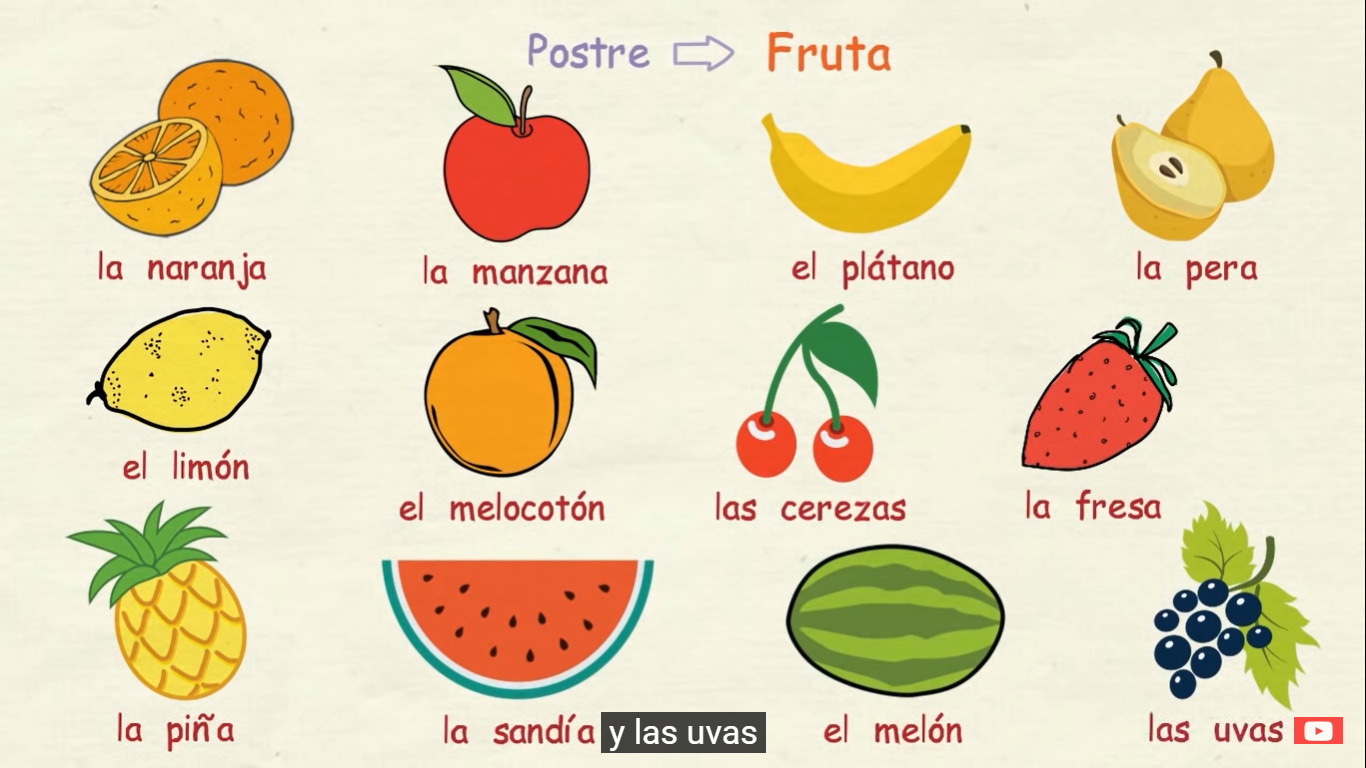 Postre Fruta
la naranja
la manzana
el plátano
la pera
el limón
el melocotón
las cerezas
la fresa
la piña
la sandía
y las uvas
el melón
las uvas